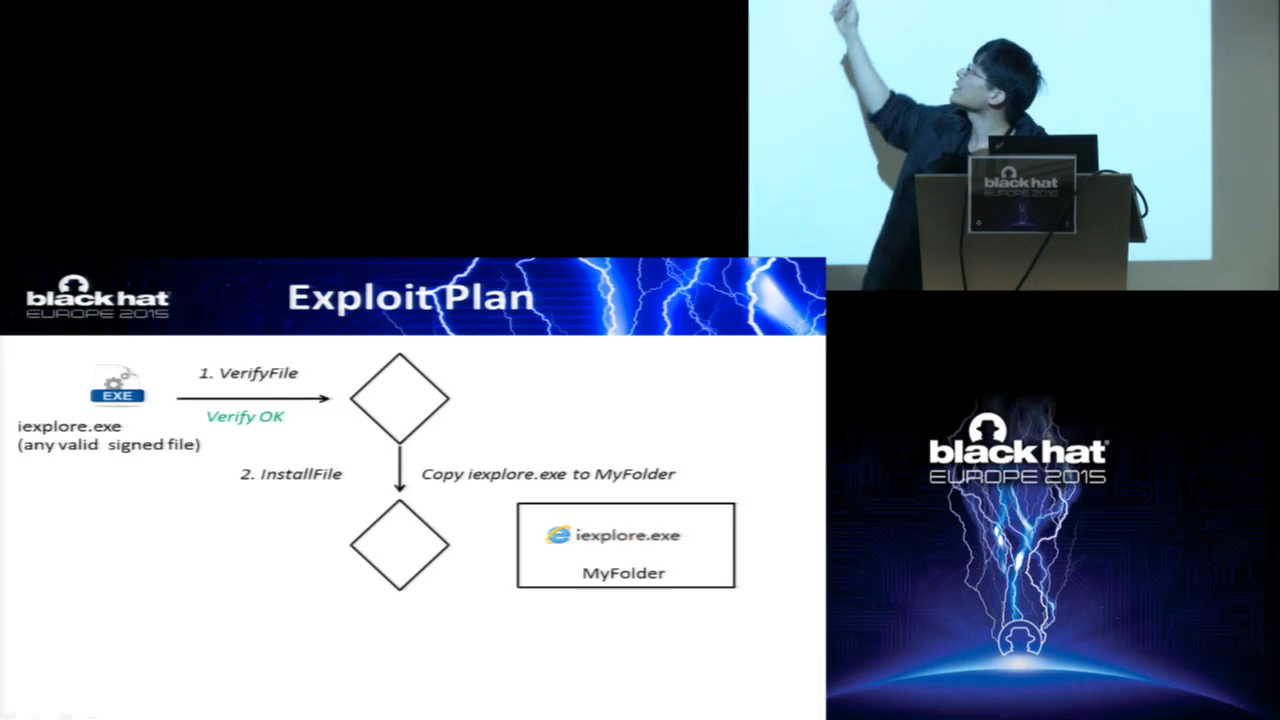 black hat
EUROPE 2015
black hat
EUROPE 2015
Exploit Plan
EXE
1. VerifyFile
Verify OK
iexplore.exe
(any valid signed file)
2. InstallFile
Copy iexplore.exe to MyFolder
iexplore.exe
MyFolder
black hat
EUROPE 2015